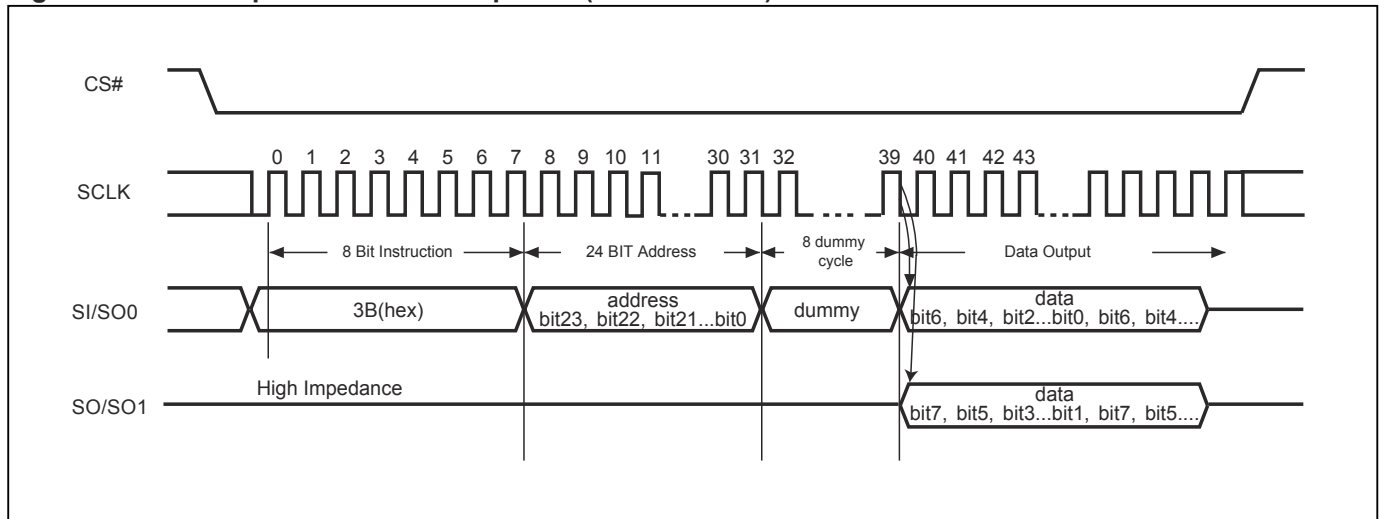 CS#
0 1 2 3 4 5 6 7 8 9 10 11 30 31 32 39 40 41 42 43
SCLK
8 Bit Instruction
24 BIT Address
8 dummy
cycle
Data Output
SI/SO0
3B(hex)
address
bit23, bit22, bit21...bit0
dummy
data
bit6, bit4, bit2...bit0, bit6, bit4....
High Impedance
SO/SO1
data
bit7, bit5, bit3...bit1, bit7, bit5....